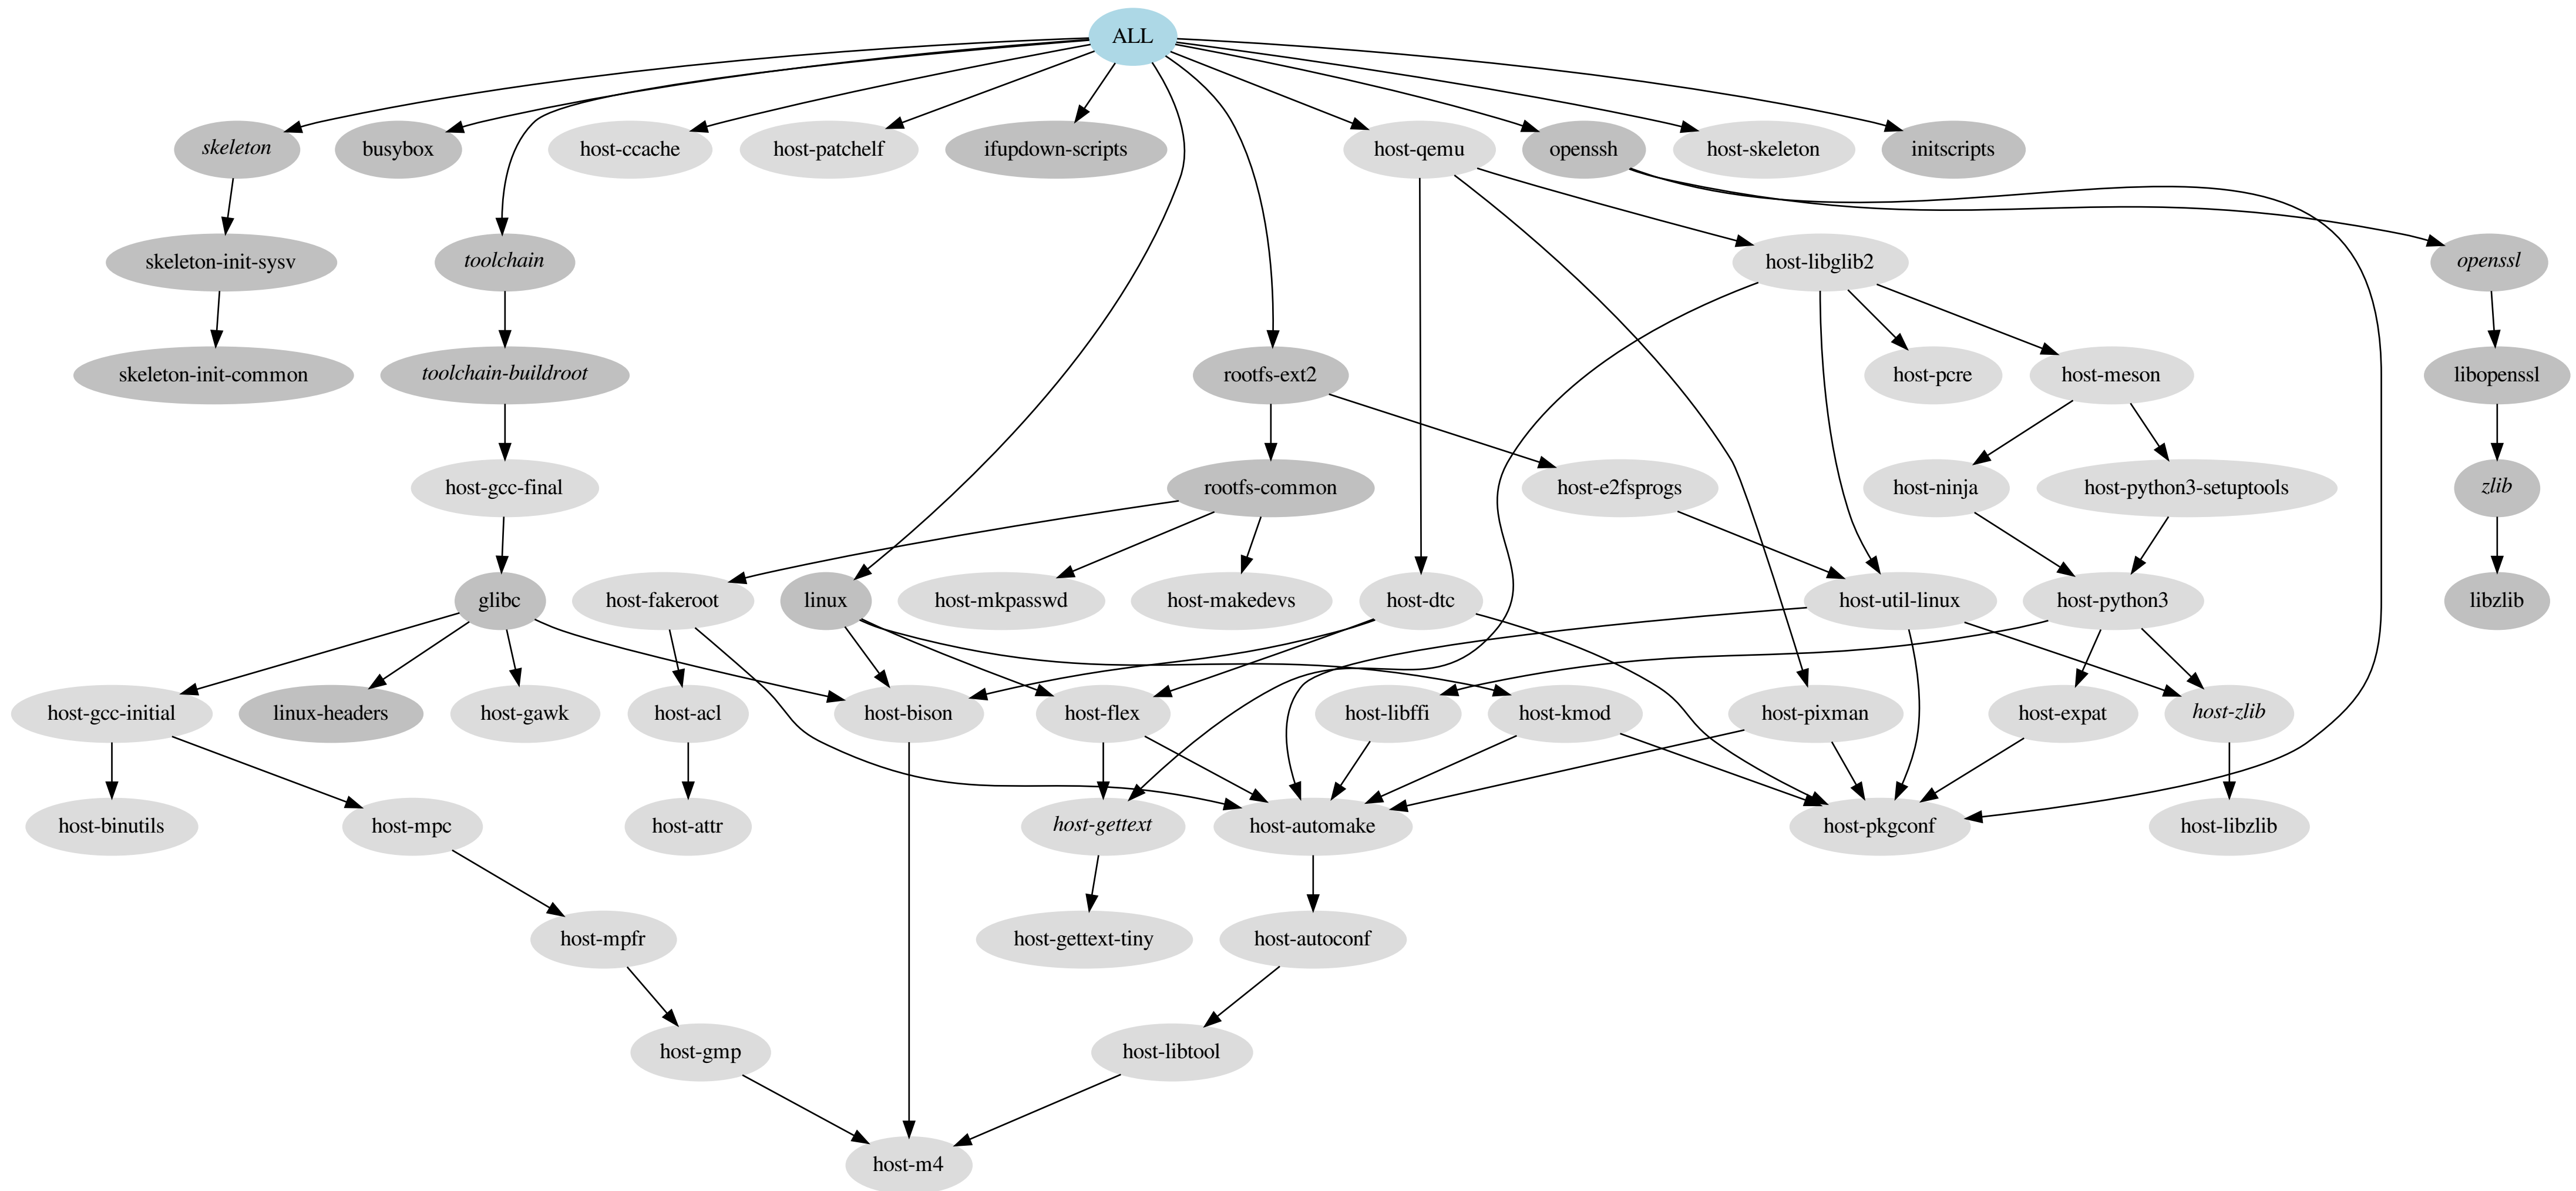 ALL
skeleton
busybox
host-ccache
host-patchelf
ifupdown-scripts
host-qemu
openssh
host-skeleton
initscripts
skeleton-init-sysv
toolchain
host-libglib2
openssl
skeleton-init-common
toolchain-buildroot
rootfs-ext2
host-pcre
host-meson
libopenssl
host-gcc-final
rootfs-common
host-e2fsprogs
host-ninja
host-python3-setuptools
zlib
glibc
host-fakeroot
linux
host-mkpasswd
host-makedevs
host-dtc
host-util-linux
host-python3
libzlib
host-gcc-initial
linux-headers
host-gawk
host-acl
host-bison
host-flex
host-libffi
host-kmod
host-pixman
host-expat
host-zlib
host-binutils
host-mpc
host-attr
host-gettext
host-automake
host-pkgconf
host-libzlib
host-mpfr
host-gettext-tiny
host-autoconf
host-gmp
host-libtool
host-m4